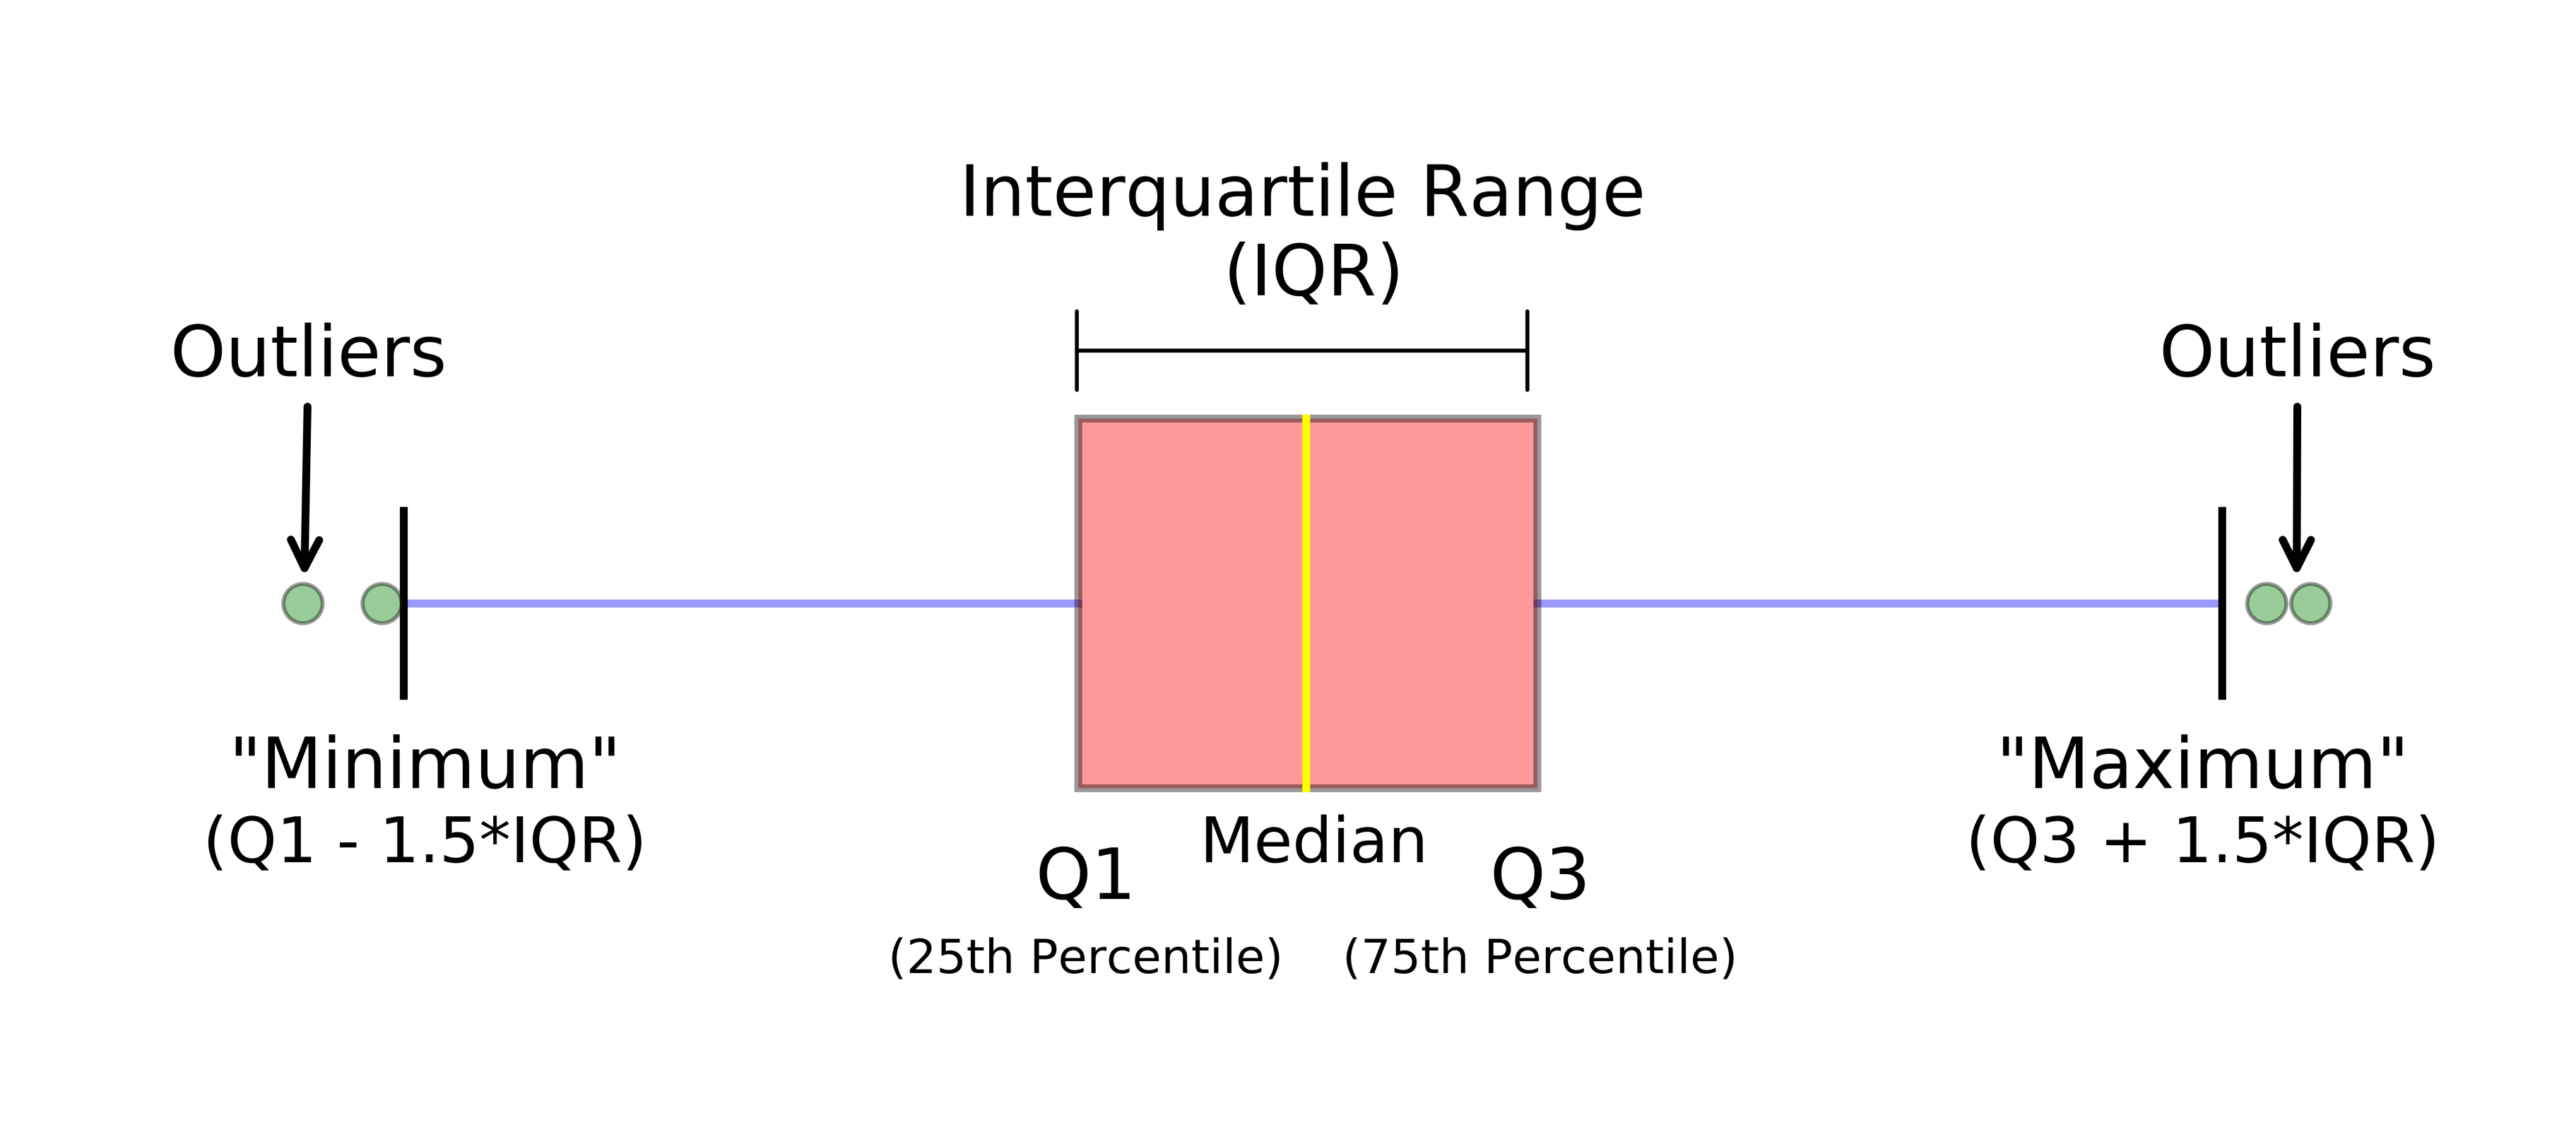 Interquartile Range
(IQR)
Outliers
Outliers
"Minimum"
(Q1 - 1.5*IQR)
"Maximum"
(Q3 + 1.5*IQR)
Median
Q1
Q3
(25th Percentile)
(75th Percentile)